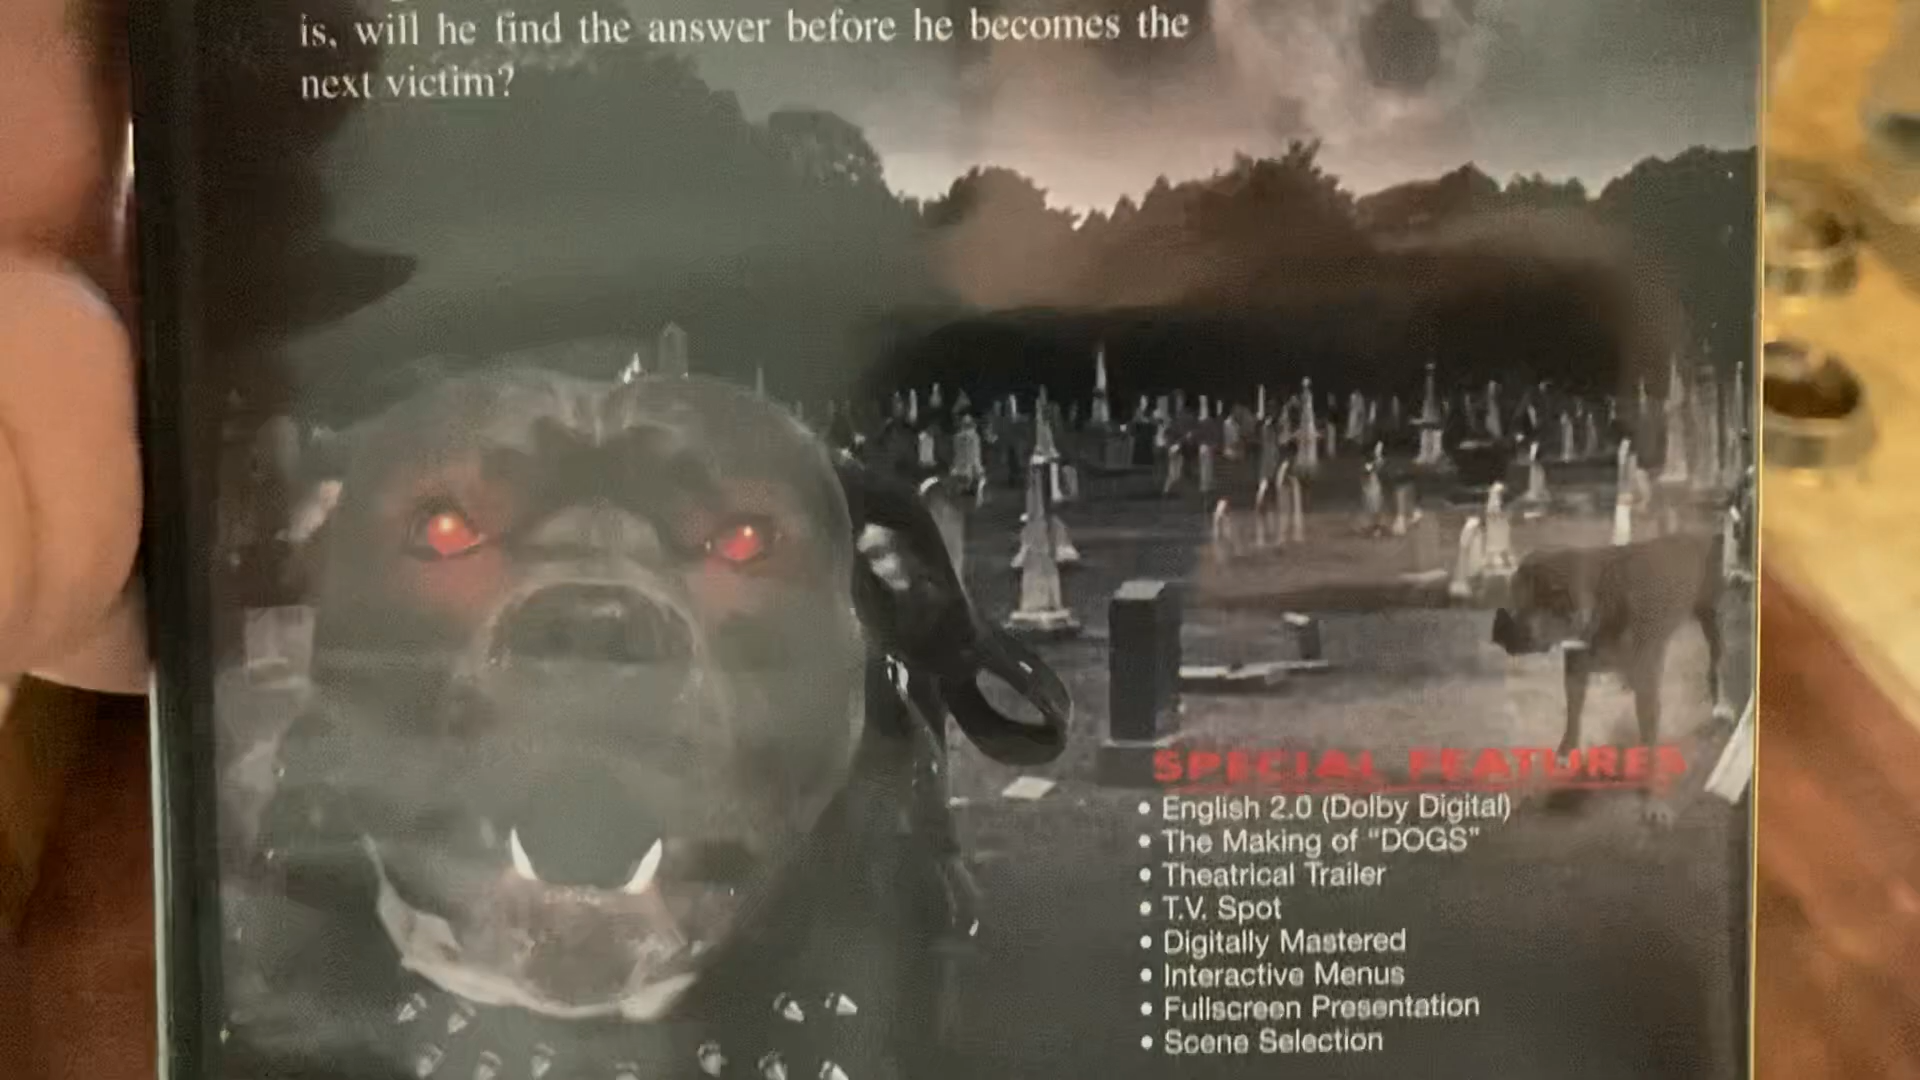 is, will he find the answer before he becomes the
next victim?
SPECIAL FEATURES
• English 2.0 (Dolby Digital)
• The Making of “DOGS”
• Theatrical Trailer
• T.V. Spot
• Digitally Mastered
• Interactive Menus
• Fullscreen Presentation
• Scene Selection